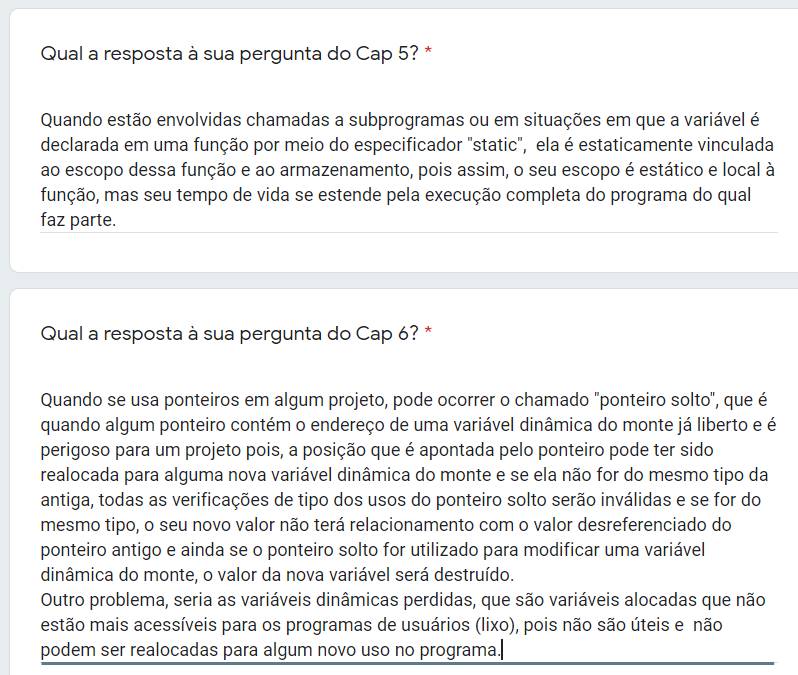 Qual a resposta à sua pergunta do Cap 5? *
Quando estão envolvidas chamadas a subprogramas ou em situações em que a variável é
declarada em uma função por meio do especificador "static",  ela é estaticamente vinculada
ao escopo dessa função e ao armazenamento, pois assim, o seu escopo é estático e local à
função, mas seu tempo de vida se estende pela execução completa do programa do qual
faz parte.
Qual a resposta à sua pergunta do Cap 6? *
Quando se usa ponteiros em algum projeto, pode ocorrer o chamado "ponteiro solto", que é
quando algum ponteiro contém o endereço de uma variável dinâmica do monte já liberto e é
perigoso para um projeto pois, a posição que é apontada pelo ponteiro pode ter sido
realocada para alguma nova variável dinâmica do monte e se ela não for do mesmo tipo da
antiga, todas as verificações de tipo dos usos do ponteiro solto serão inválidas e se for do
mesmo tipo, o seu novo valor não terá relacionamento com o valor desreferenciado do
ponteiro antigo e ainda se o ponteiro solto for utilizado para modificar uma variável
dinâmica do monte, o valor da nova variável será destruído.
Outro problema, seria as variáveis dinâmicas perdidas, que são variáveis alocadas que não
estão mais acessíveis para os programas de usuários (lixo), pois não são úteis e  não
podem ser realocadas para algum novo uso no programa.